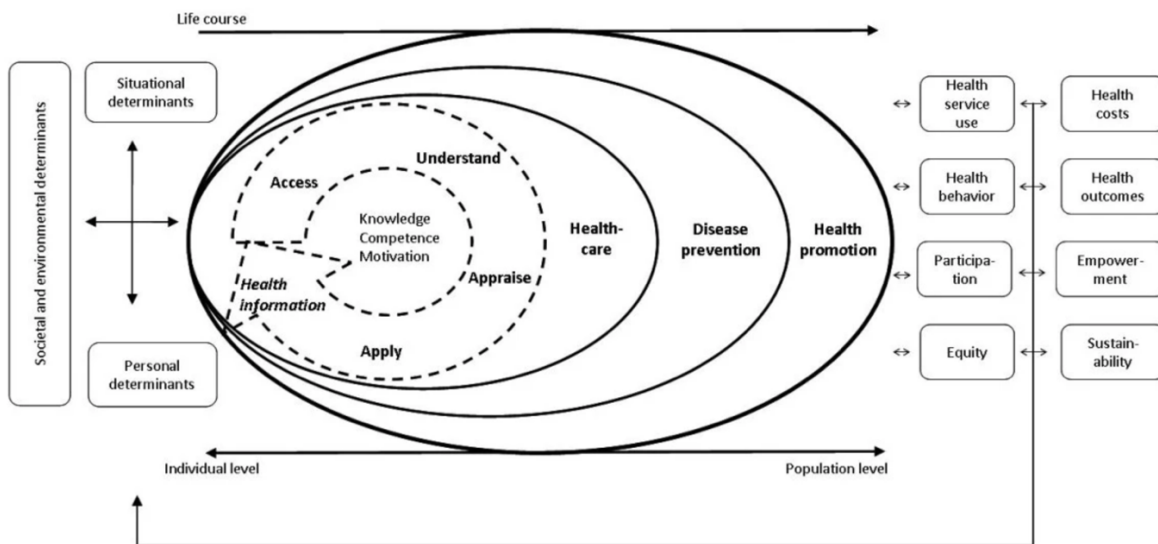 Life course
Societal and environmental determinants
Situational
determinants
Personal
determinants
Access
Understand
Knowledge
Competence
Motivation
Health
information
Appraise
Apply
Health-
care
Disease
prevention
Health
promotion
Health
service
use
Health
costs
Health
behavior
Health
outcomes
Participa-
tion
Empower-
ment
Equity
Sustain-
ability
Individual level
Population level